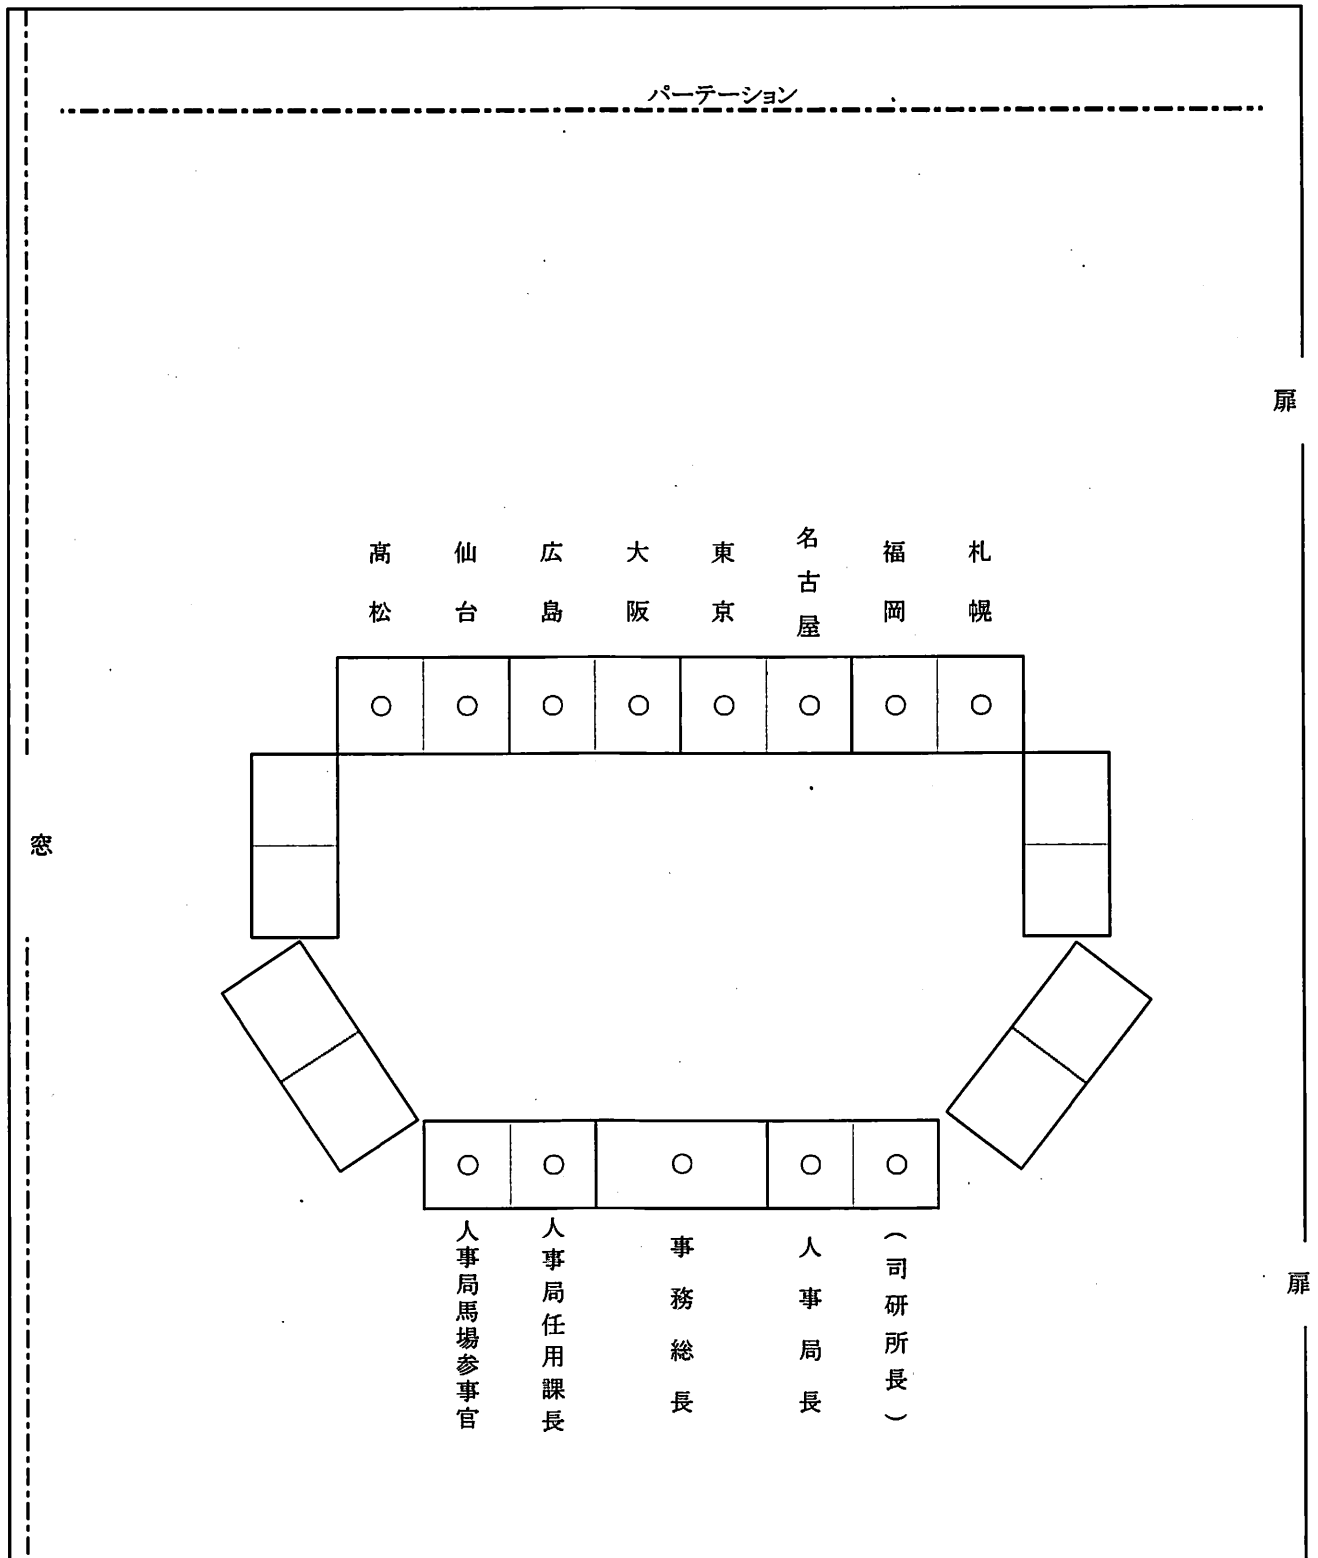 パーテーション
扉
高松
仙台
広島
大阪
東京
名古屋
福岡
札幌
窓
人事局馬場参事官
人事局任用課長
事務総長
人事局長
(司研所長)
扉